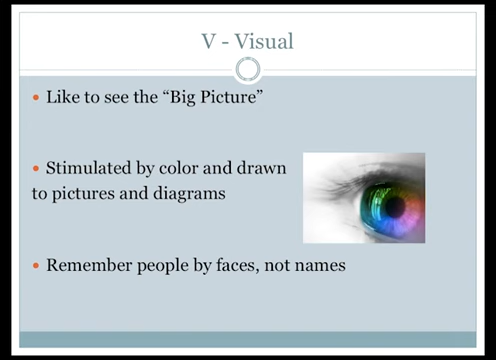 V - Visual
• Like to see the “Big Picture”
• Stimulated by color and drawn
to pictures and diagrams
• Remember people by faces, not names